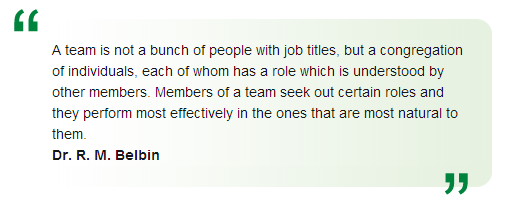 “
A team is not a bunch of people with job titles, but a congregation
of individuals, each of whom has a role which is understood by
other members. Members of a team seek out certain roles and
they perform most effectively in the ones that are most natural to
them.
Dr. R. M. Belbin
”